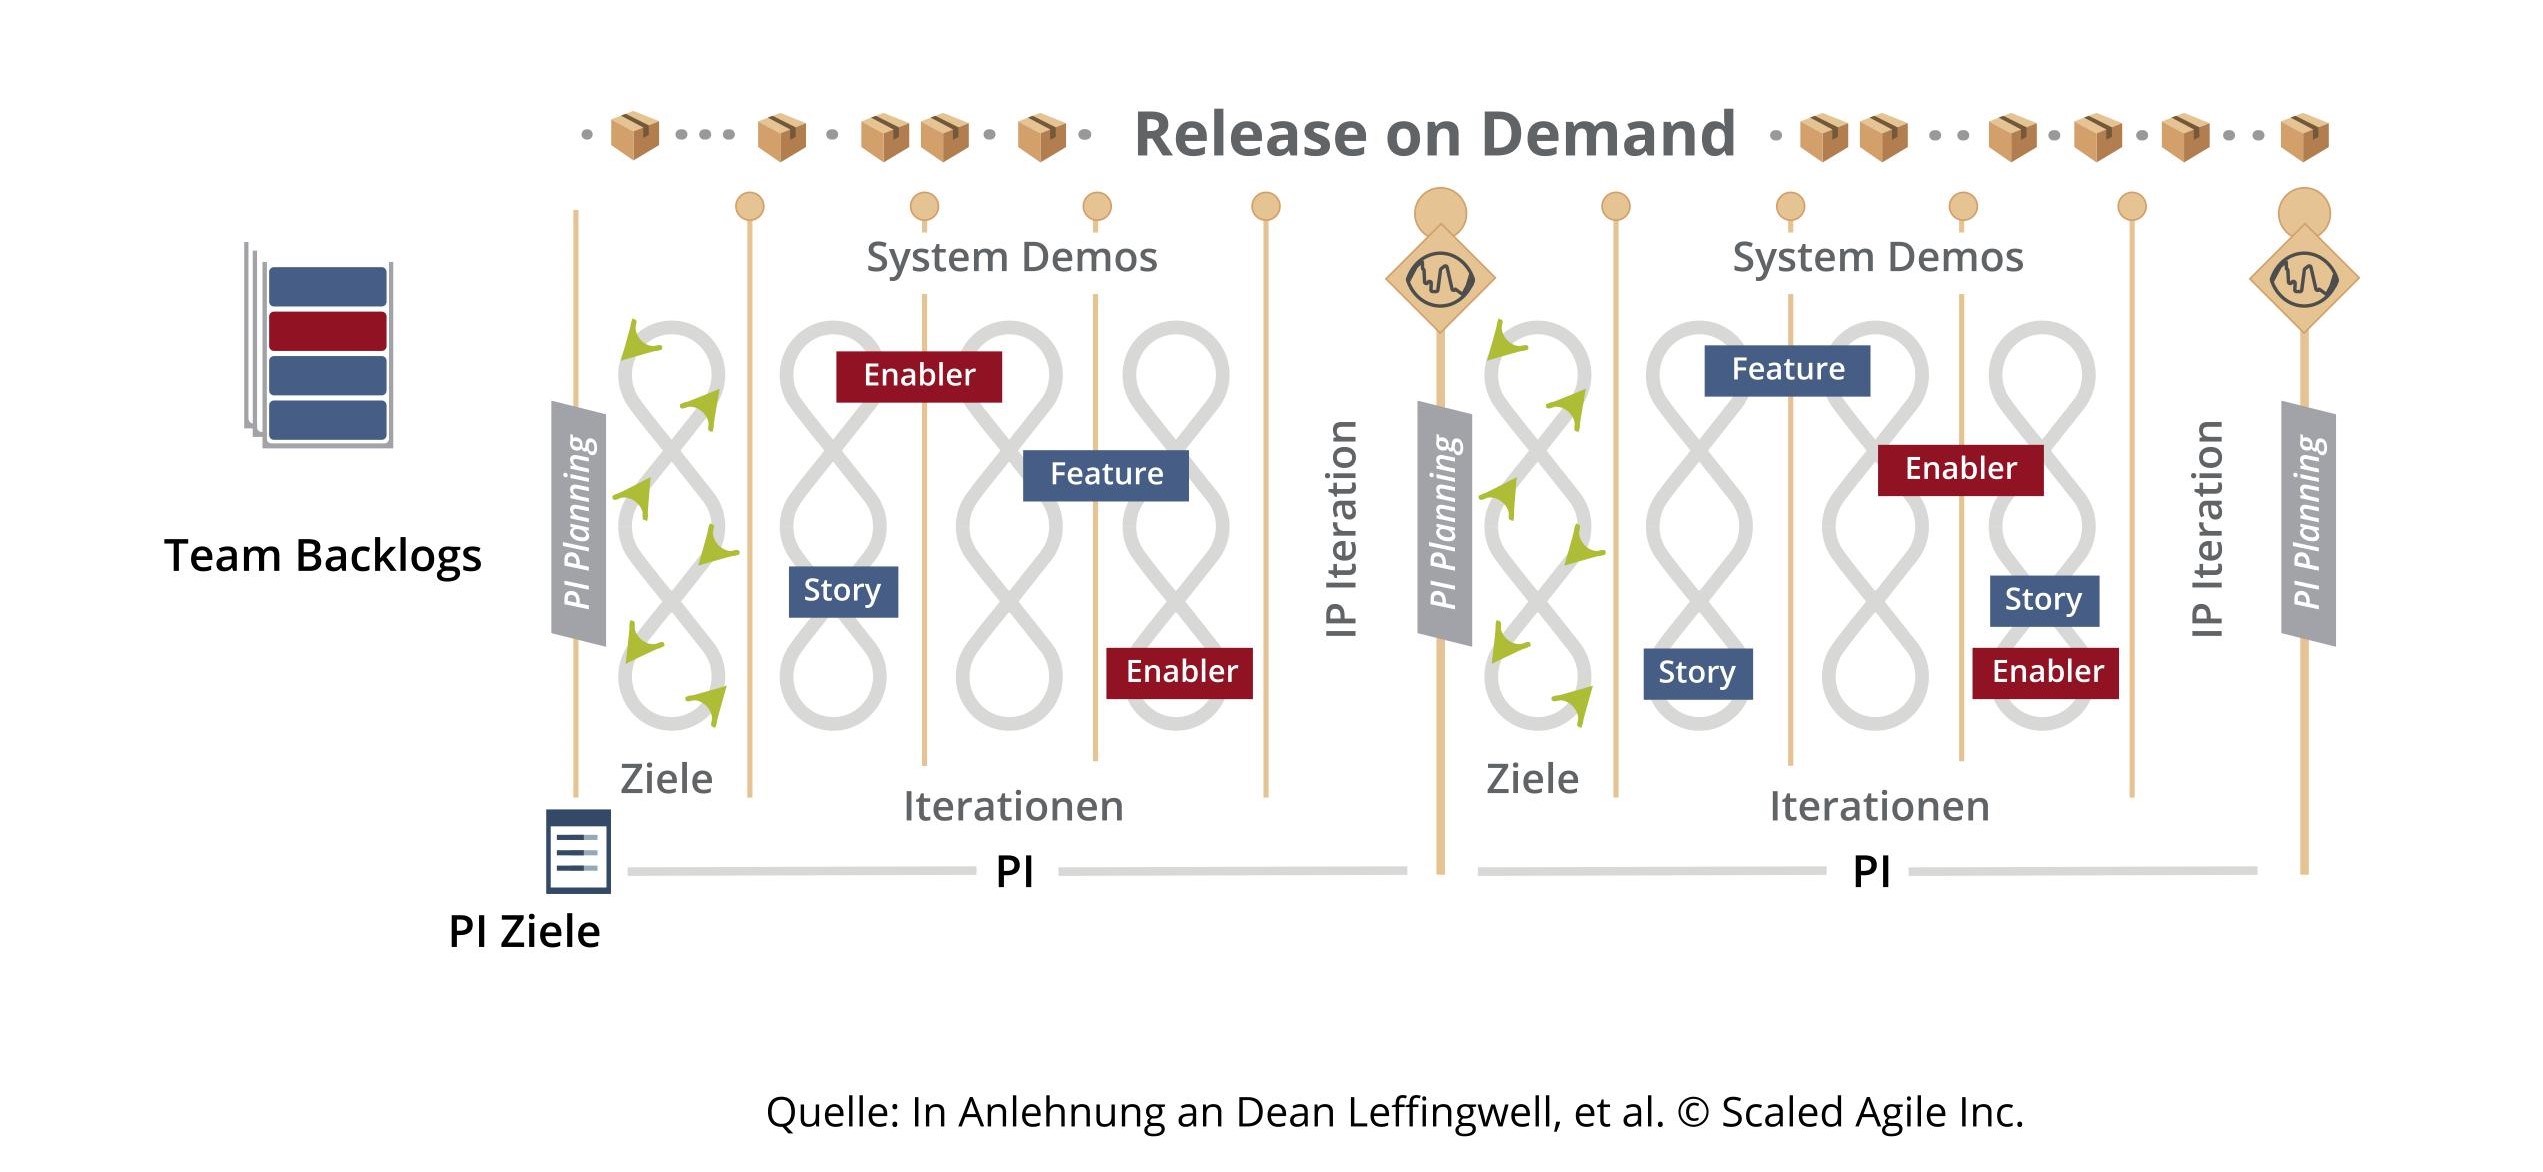 Release on Demand
System Demos
System Demos
Enabler
Feature
Feature
Enabler
Team Backlogs
PI Planning
Story
Enabler
IP Iteration
PI Planning
Story
Story
Enabler
IP Iteration
PI Planning
Ziele
Iterationen
Ziele
Iterationen
PI
PI
PI Ziele
Quelle: In Anlehnung an Dean Leffingwell, et al. © Scaled Agile Inc.